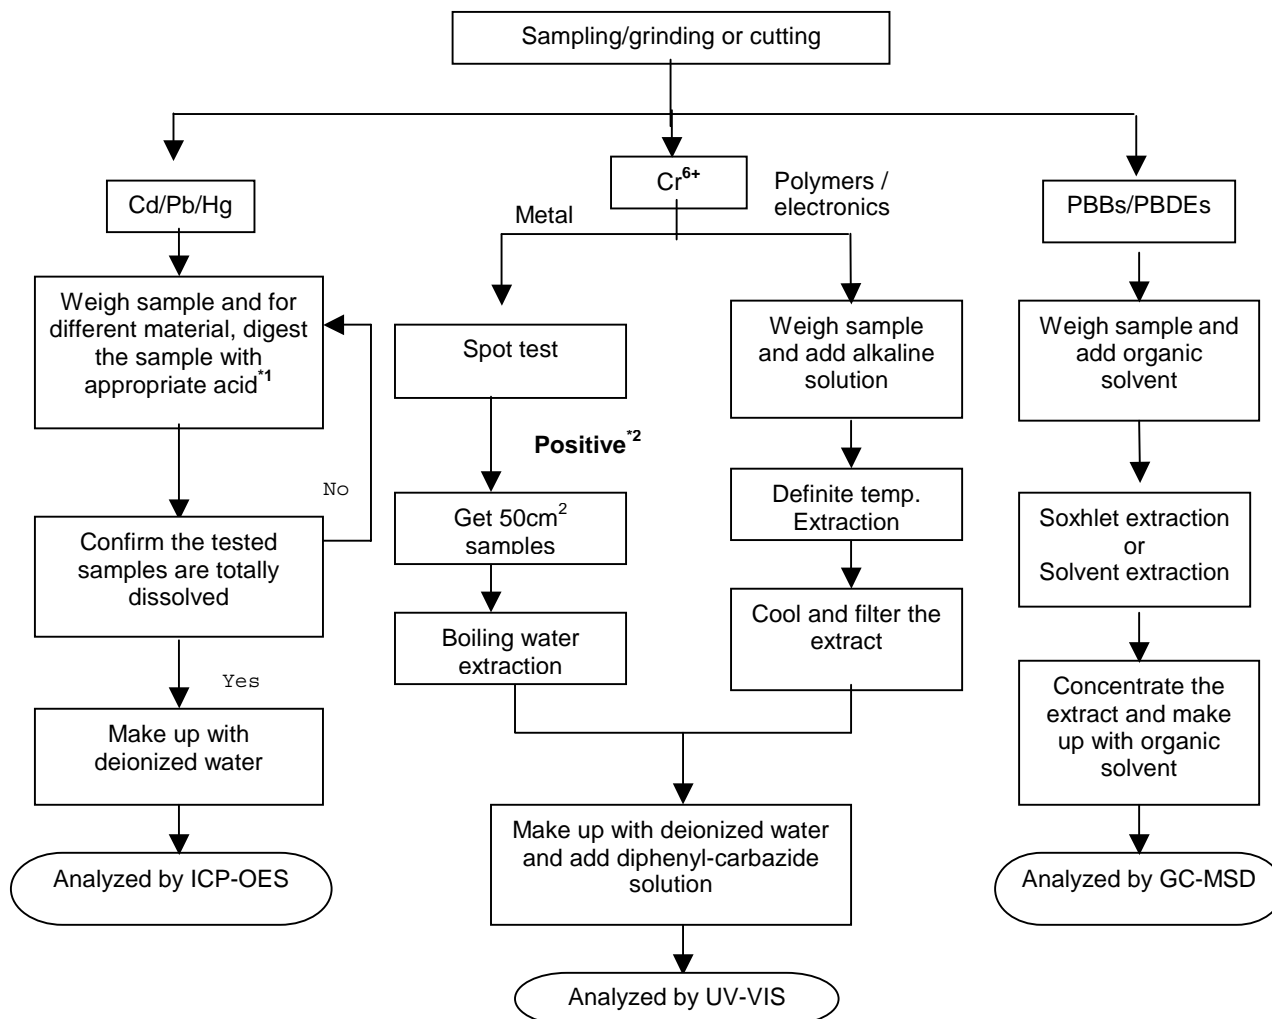 Sampling/grinding or cutting
Cd/Pb/Hg
Weigh sample and for
different material, digest
the sample with
appropriate acid*1
No
Confirm the tested
samples are totally
dissolved
Yes
Make up with
deionized water
Analyzed by ICP-OES
Cr6+
Metal
Spot test
Positive*2
Get 50cm2
samples
Boiling water
extraction
Polymers /
electronics
Weigh sample
and add alkaline
solution
Definite temp.
Extraction
Cool and filter the
extract
Make up with deionized water
and add diphenyl-carbazide
solution
Analyzed by UV-VIS
PBBs/PBDEs
Weigh sample and
add organic
solvent
Soxhlet extraction
or
Solvent extraction
Concentrate the
extract and make
up with organic
solvent
Analyzed by GC-MSD